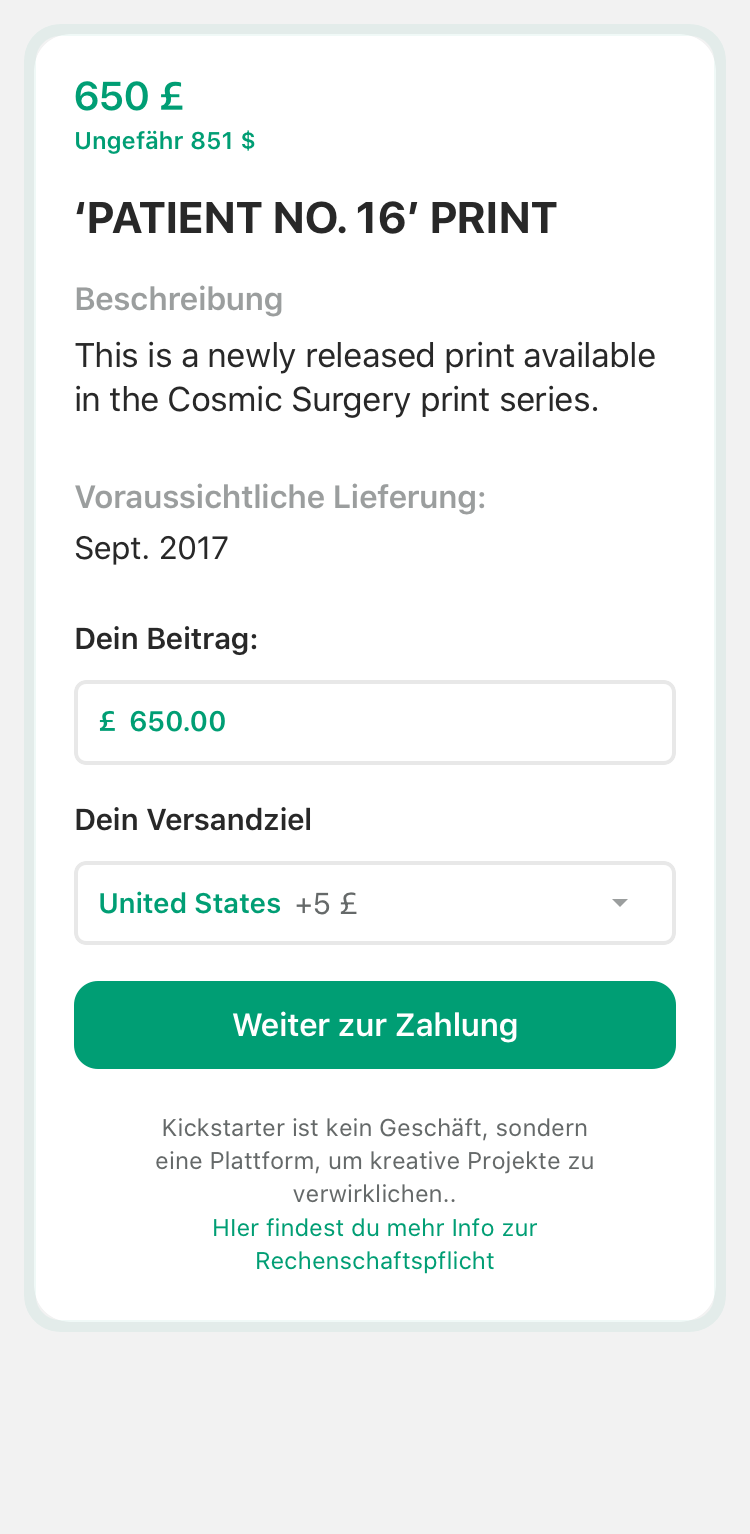 650 £
Ungefähr 851 $
‘PATIENT NO. 16’ PRINT
Beschreibung
This is a newly released print available
in the Cosmic Surgery print series.
Voraussichtliche Lieferung:
Sept. 2017
Dein Beitrag:
£ 650.00
Dein Versandziel
United States +5 £
Weiter zur Zahlung
Kickstarter ist kein Geschäft, sondern
eine Plattform, um kreative Projekte zu
verwirklichen..
HIer findest du mehr Info zur
Rechenschaftspflicht